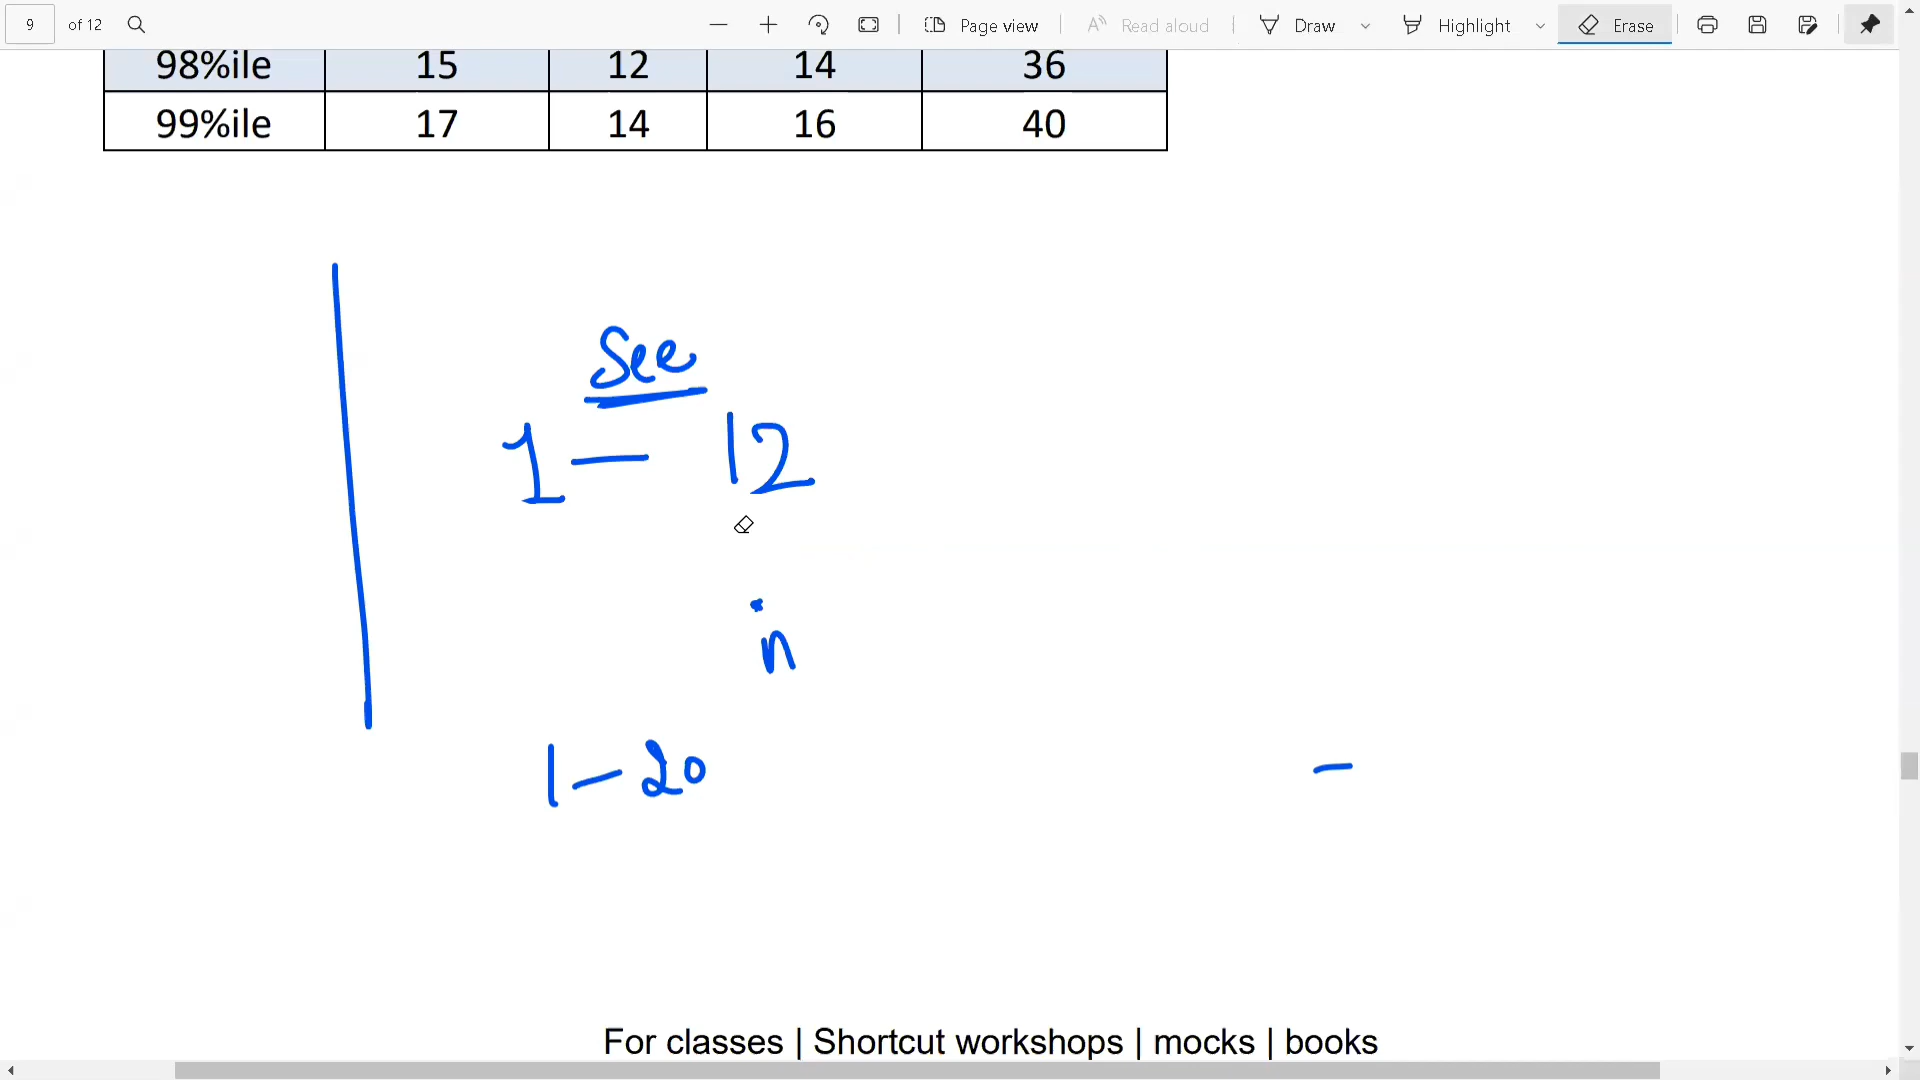 9 of 12 Page view Read aloud Draw Highlight Erase
98%ile 15 12 14 36
99%ile 17 14 16 40
See
1 — 12
n
1 — 20
—
For classes | Shortcut workshops | mocks | books